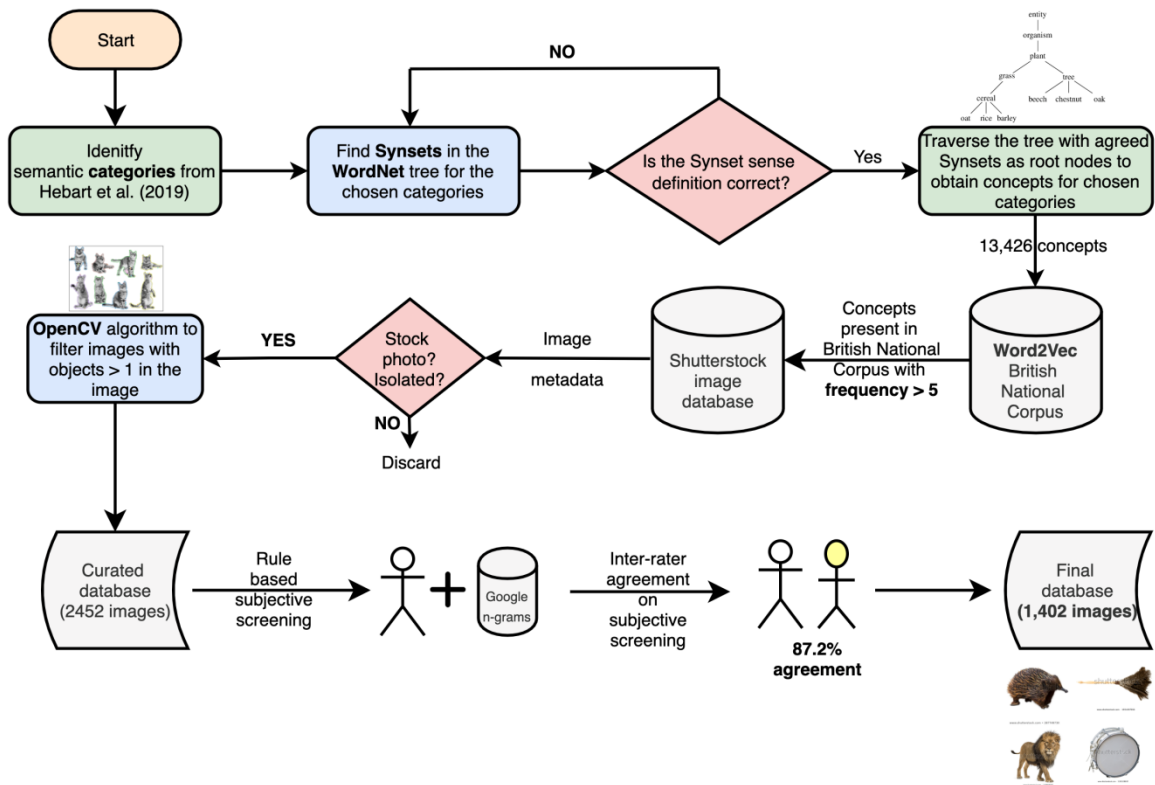 Start
Idenitfy
semantic categories from
Hebart et al. (2019)
NO
Find Synsets in the
WordNet tree for the
chosen categories
Is the Synset sense
definition correct?
Yes
entity
organism
plant
grass
tree
cereal
beech chestnut oak
oat rice barley
Traverse the tree with agreed
Synsets as root nodes to
obtain concepts for chosen
categories
13,426 concepts
Word2Vec
British
National
Corpus
Concepts
present in
British National
Corpus with
frequency > 5
Shutterstock
image
database
Image
metadata
Stock
photo?
Isolated?
NO
Discard
YES
OpenCV algorithm to
filter images with
objects > 1 in the
image
Curated
database
(2452 images)
Rule
based
subjective
screening
Google
n-grams
Inter-rater
agreement
on
subjective
screening
87.2%
agreement
Final
database
(1,402 images)